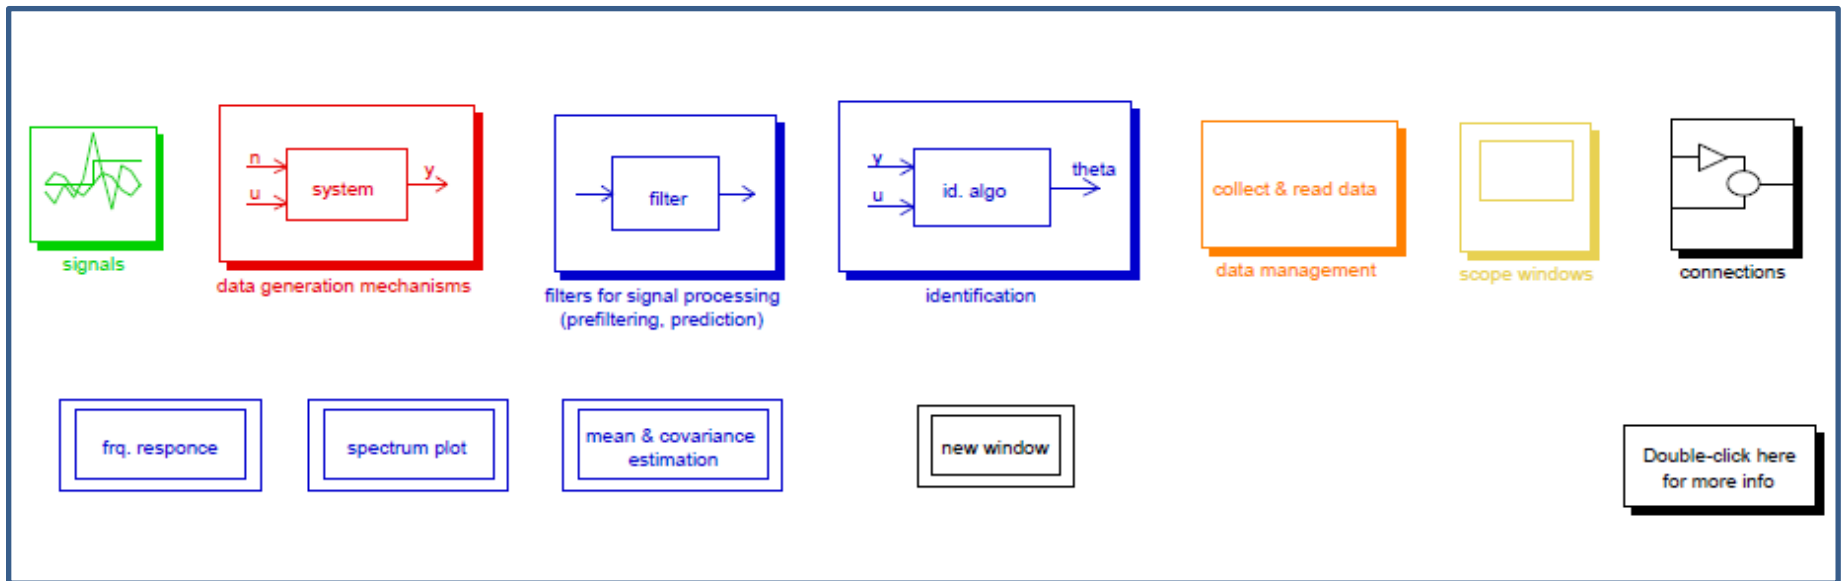 n
u
system
y
filter
y
u
id. algo
theta
collect & read data
signals
data generation mechanisms
filters for signal processing
(prefiltering, prediction)
identification
data management
scope windows
connections
frq. responce
spectrum plot
mean & covariance
estimation
new window
Double-click here
for more info